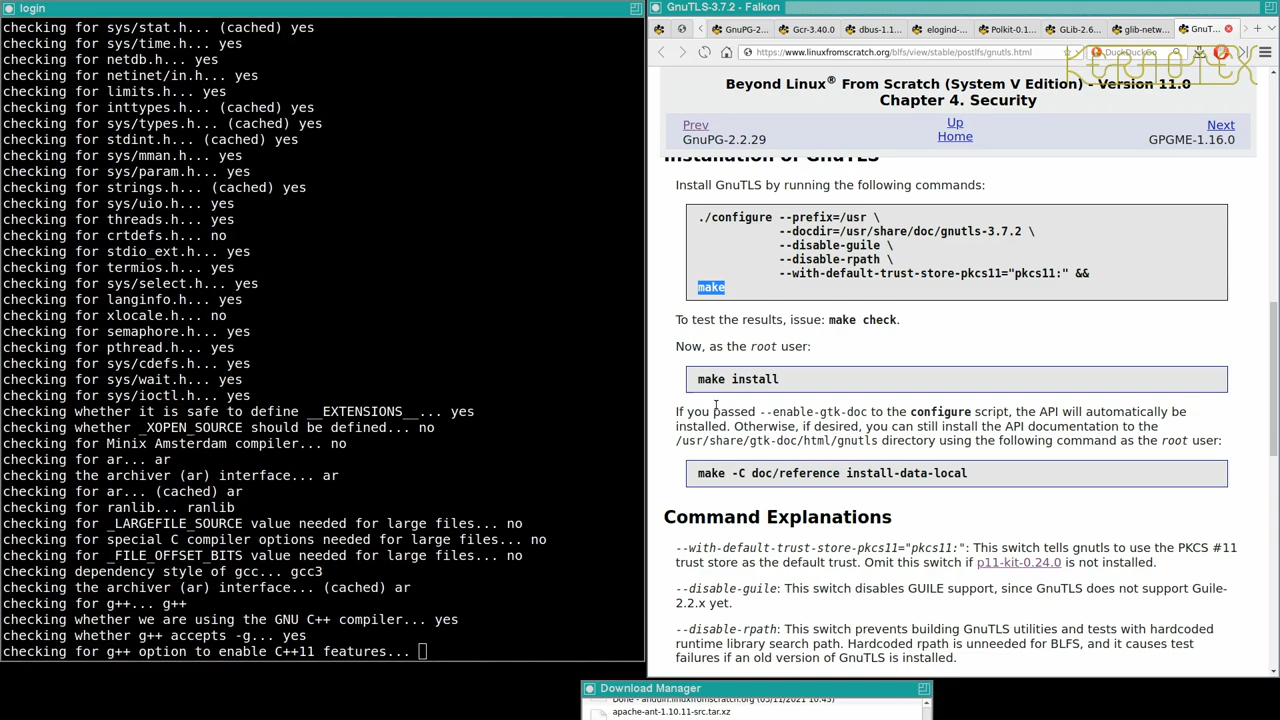 login
checking for sys/stat.h... (cached) yes
checking for sys/time.h... yes
checking for netdb.h... yes
checking for netinet/in.h... yes
checking for limits.h... yes
checking for inttypes.h... (cached) yes
checking for sys/types.h... (cached) yes
checking for stdint.h... (cached) yes
checking for sys/mman.h... yes
checking for sys/param.h... yes
checking for strings.h... (cached) yes
checking for sys/uio.h... yes
checking for threads.h... yes
checking for crtdefs.h... no
checking for stdio_ext.h... yes
checking for termios.h... yes
checking for sys/select.h... yes
checking for langinfo.h... yes
checking for xlocale.h... no
checking for semaphore.h... yes
checking for pthread.h... yes
checking for sys/cdefs.h... yes
checking for sys/wait.h... yes
checking for sys/ioctl.h... yes
checking whether it is safe to define __EXTENSIONS__... yes
checking whether _XOPEN_SOURCE should be defined... no
checking for Minix Amsterdam compiler... no
checking for ar... ar
checking the archiver (ar) interface... ar
checking for ar... (cached) ar
checking for ranlib... ranlib
checking for _LARGEFILE_SOURCE value needed for large files... no
checking for special C compiler options needed for large files... no
checking for _FILE_OFFSET_BITS value needed for large files... no
checking dependency style of gcc... gcc3
checking the archiver (ar) interface... (cached) ar
checking for g++... g++
checking whether we are using the GNU C++ compiler... yes
checking whether g++ accepts -g... yes
checking for g++ option to enable C++11 features...
GnuTLS-3.7.2 - Falkon
GnuPG-2... Gcr-3.40.0 dbus-1.1... elogind-... Polkit-0.1... GLib-2.6... glib-netw... GnuT...
https://www.linuxfromscratch.org/blfs/view/stable/postlfs/gnutls.html DuckDuckGo
KERNOTEX
Beyond Linux® From Scratch (System V Edition) - Version 11.0
Chapter 4. Security
Prev Up Next
GnuPG-2.2.29 Home GPGME-1.16.0
Installation of GnuTLS
Install GnuTLS by running the following commands:
./configure --prefix=/usr \
--docdir=/usr/share/doc/gnutls-3.7.2 \
--disable-guile \
--disable-rpath \
--with-default-trust-store-pkcs11="pkcs11:" &&
make
To test the results, issue: make check.
Now, as the root user:
make install
If you passed --enable-gtk-doc to the configure script, the API will automatically be
installed. Otherwise, if desired, you can still install the API documentation to the
/usr/share/gtk-doc/html/gnutls directory using the following command as the root user:
make -C doc/reference install-data-local
Command Explanations
--with-default-trust-store-pkcs11="pkcs11:": This switch tells gnutls to use the PKCS #11
trust store as the default trust. Omit this switch if p11-kit-0.24.0 is not installed.
--disable-guile: This switch disables GUILE support, since GnuTLS does not support Guile-
2.2.x yet.
--disable-rpath: This switch prevents building GnuTLS utilities and tests with hardcoded
runtime library search path. Hardcoded rpath is unneeded for BLFS, and it causes test
failures if an old version of GnuTLS is installed.
Download Manager
Done - anduin.linuxfromscratch.org (05/11/2021 10:45)
apache-ant-1.10.11-src.tar.xz